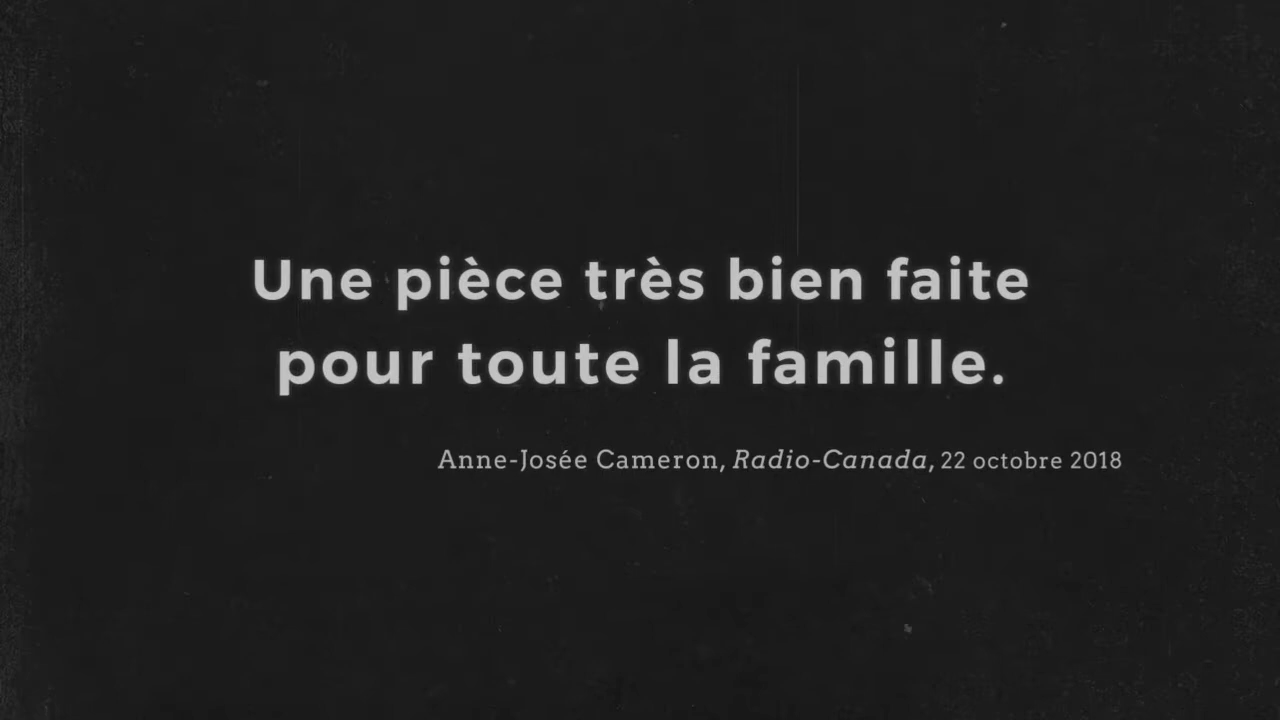 Une pièce très bien faite
pour toute la famille.
Anne-Josée Cameron, Radio-Canada, 22 octobre 2018